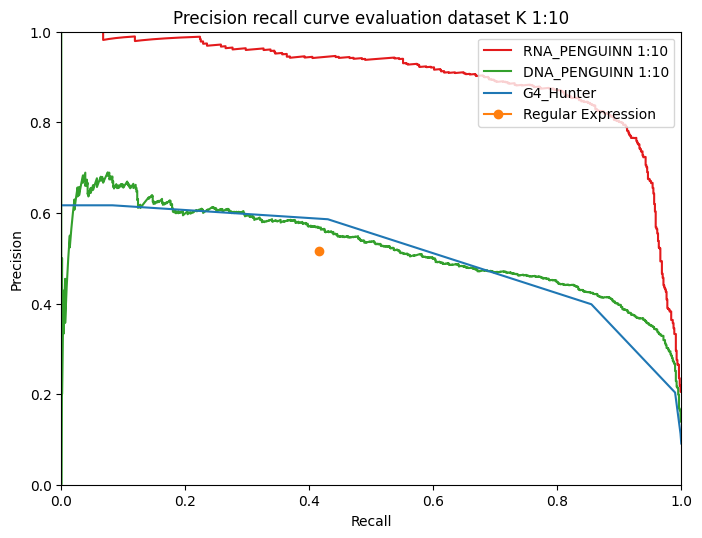 Precision recall curve evaluation dataset K 1:10
RNA_PENGUINN 1:10
DNA_PENGUINN 1:10
G4_Hunter
Regular Expression
Precision
1.0
0.8
0.6
0.4
0.2
0.0
0.0 0.2 0.4 0.6 0.8 1.0
Recall